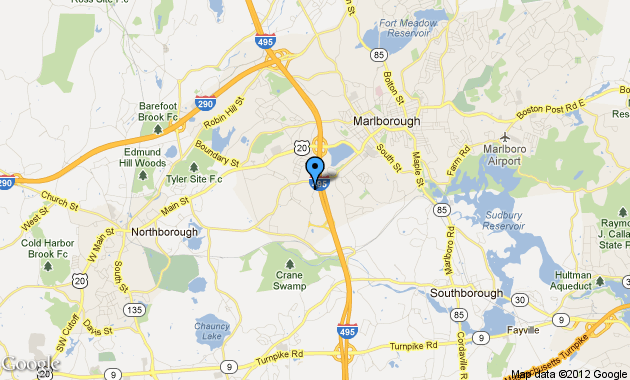 Ross Site F.c
Fort Meadow
Reservoir
495
85
Bolton St
290
290
Barefoot
Brook Fc
Robin Hill St
Boston Post Rd E
Marlborough
Edmund
Hill Woods
Boundary St
20
Marlboro
Airport
South St
Maple St
Farm Rd
Tyler Site F.c
Main St
495
Church St
West St
85
Sudbury
Reservoir
Raym
J. Calla
State F
Cold Harbor
Brook Fc
W Main St
Northborough
Marlboro Rd
South St
20
Crane
Swamp
Hultman
Aqueduct
Southborough
30
30
135
SW Cutoff
Davis St
Chauncy
Lake
85
Fayville
495
9
9
9
9
Turnpike Rd
Turnpike Rd
Cordaville Rd
Massachusetts Turnpike
Google
Map data ©2012 Google